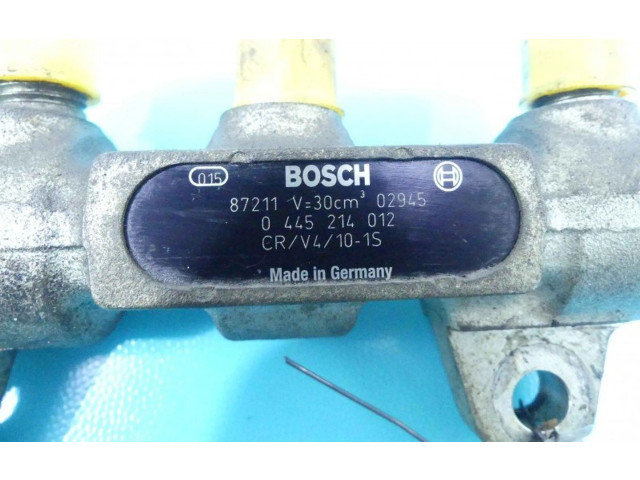 015 BOSCH
87211 V=30cm³ 02945
0 445 214 012
CR/V4/10-1S
Made in Germany